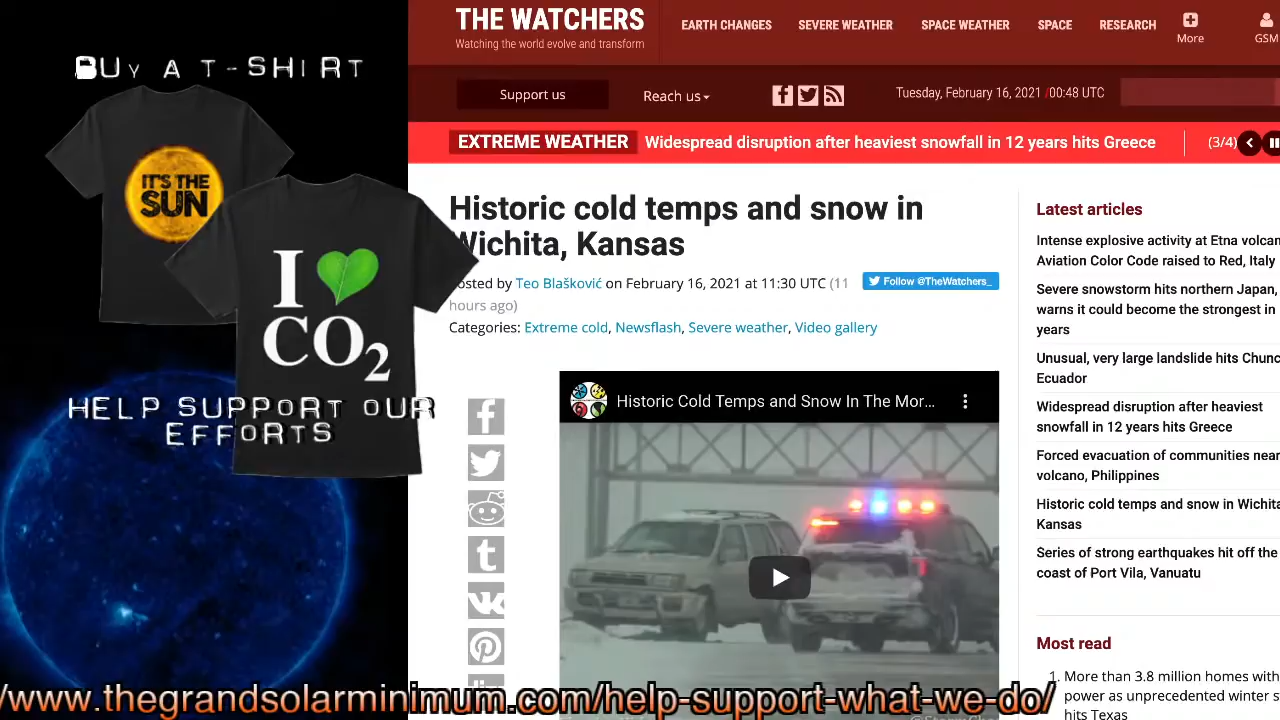 BUY A T-SHIRT
IT'S THE
SUN
I
CO2
HELP SUPPORT OUR
EFFORTS
THE WATCHERS
Watching the world evolve and transform
EARTH CHANGES
SEVERE WEATHER
SPACE WEATHER
SPACE
RESEARCH
More
GSM
Support us
Reach us
Tuesday, February 16, 2021 /00:48 UTC
EXTREME WEATHER
Widespread disruption after heaviest snowfall in 12 years hits Greece
(3/4)
Historic cold temps and snow in
Wichita, Kansas
osted by Teo Blašković on February 16, 2021 at 11:30 UTC (11
hours ago)
Follow @TheWatchers_
Categories: Extreme cold, Newsflash, Severe weather, Video gallery
Historic Cold Temps and Snow In The Mor...
Latest articles
Intense explosive activity at Etna volcan
Aviation Color Code raised to Red, Italy
Severe snowstorm hits northern Japan,
warns it could become the strongest in
years
Unusual, very large landslide hits Chunc
Ecuador
Widespread disruption after heaviest
snowfall in 12 years hits Greece
Forced evacuation of communities near
volcano, Philippines
Historic cold temps and snow in Wichita
Kansas
Series of strong earthquakes hit off the
coast of Port Vila, Vanuatu
Most read
1. More than 3.8 million homes with
power as unprecedented winter s
hits Texas
/www.thegrandsolarminimum.com/help-support-what-we-do/